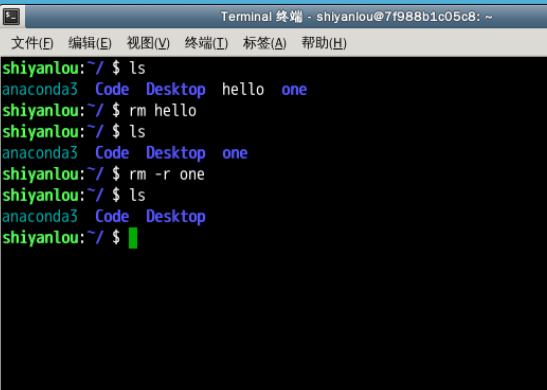 Terminal 终端 - shiyanlou@7f988b1c05c8: ~
文件(F) 编辑(E) 视图(V) 终端(T) 标签(A) 帮助(H)
shiyanlou:~/ $ ls
anaconda3 Code Desktop hello one
shiyanlou:~/ $ rm hello
shiyanlou:~/ $ ls
anaconda3 Code Desktop one
shiyanlou:~/ $ rm -r one
shiyanlou:~/ $ ls
anaconda3 Code Desktop
shiyanlou:~/ $